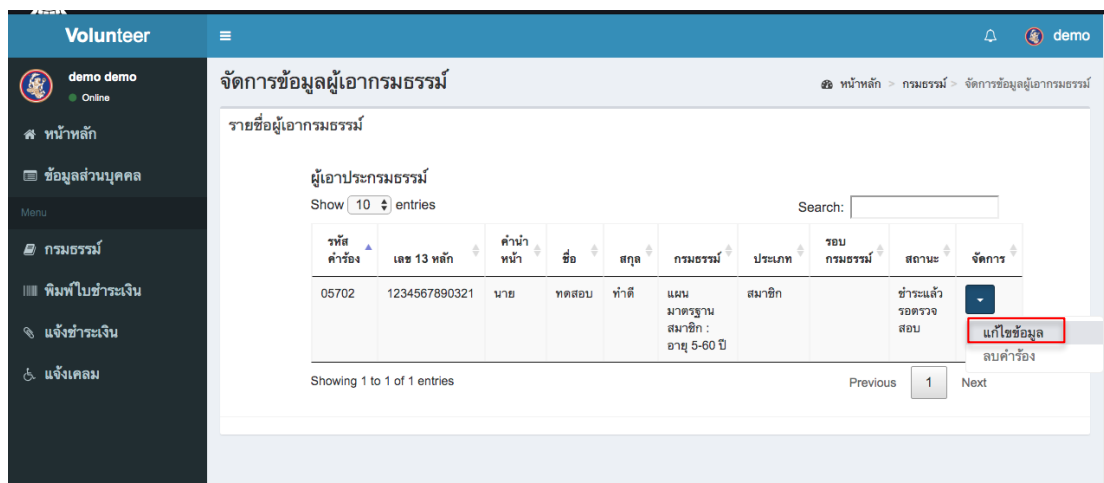 Volunteer
demo
demo demo
Online
จัดการข้อมูลผู้เอากรมธรรม์
หน้าหลัก > กรมธรรม์ > จัดการข้อมูลผู้เอากรมธรรม์
หน้าหลัก
ข้อมูลส่วนบุคคล
Menu
กรมธรรม์
พิมพ์ใบชำระเงิน
แจ้งชำระเงิน
แจ้งเคลม
รายชื่อผู้เอากรมธรรม์
ผู้เอาประกรมธรรม์
Show 10 entries
Search:
รหัส คำนำ รอบ
คำร้อง เลข 13 หลัก หน้า ชื่อ สกุล กรมธรรม์ ประเภท กรมธรรม์ สถานะ จัดการ
05702 1234567890321 นาย ทดสอบ ทำดี แผน สมาชิก ชำระแล้ว
มาตรฐาน รอตรวจ
สมาชิก : สอบ
อายุ 5-60 ปี
แก้ไขข้อมูล
ลบคำร้อง
Showing 1 to 1 of 1 entries
Previous 1 Next